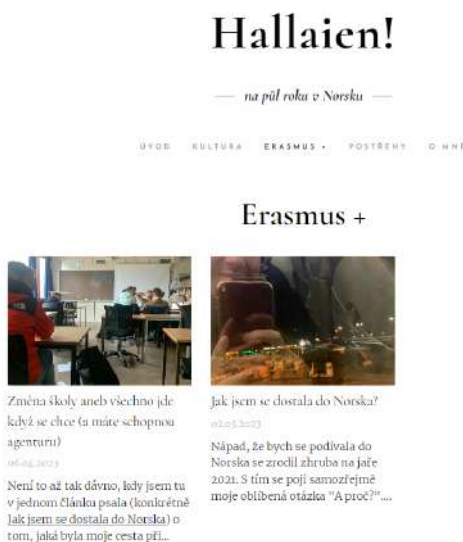 Hallaien!
na půl roku v Norsku
ÚVOD KULTURA ERASMUS + POSTŘEHY O MNĚ
Erasmus +
Změna školy aneb všechno jde
když se chce (a máte schopnou
agenturu)
06.04.2023
Není to až tak dávno, kdy jsem tu
v jednom článku psala (konkrétně
Jak jsem se dostala do Norska) o
tom, jaká byla moje cesta při...
Jak jsem se dostala do Norska?
02.03.2023
Nápad, že bych se podívala do
Norska se zrodil zhruba na jaře
2021. S tím se pojí samozřejmě
moje oblíbená otázka "A proč?"....